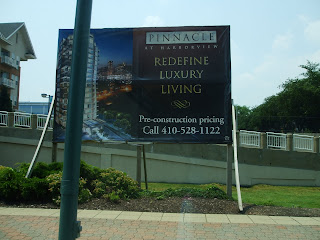 PINNACLE
AT HARBORVIEW
REDEFINE
LUXURY
LIVING
Pre-construction pricing
Call 410-528-1122